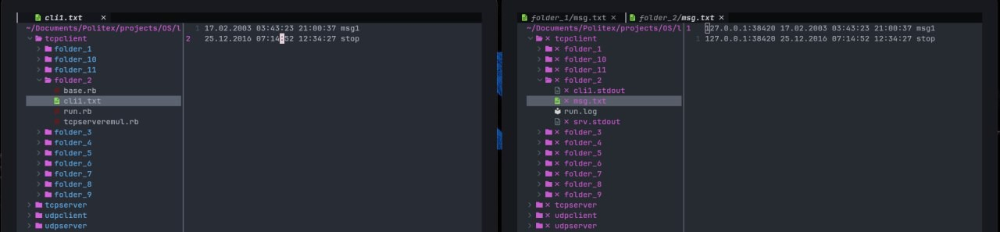 cli1.txt ×
~/Documents/Politex/projects/OS/l
tcpclient
folder_1
folder_10
folder_11
folder_2
base.rb
cli1.txt
run.rb
tcpserveremul.rb
folder_3
folder_4
folder_5
folder_6
folder_7
folder_8
folder_9
tcpserver
udpclient
udpserver
1 17.02.2003 03:43:23 21:00:37 msg1
2 25.12.2016 07:14:52 12:34:27 stop
folder_1/msg.txt × folder_2/msg.txt ×
~/Documents/Politex/projects/OS/l
× tcpclient
× folder_1
× folder_10
× folder_11
× folder_2
× cli1.stdout
× msg.txt
run.log
× srv.stdout
× folder_3
× folder_4
× folder_5
× folder_6
× folder_7
× folder_8
× folder_9
× tcpserver
× udpclient
× udpserver
1 127.0.0.1:38420 17.02.2003 03:43:23 21:00:37 msg1
1 127.0.0.1:38420 25.12.2016 07:14:52 12:34:27 stop